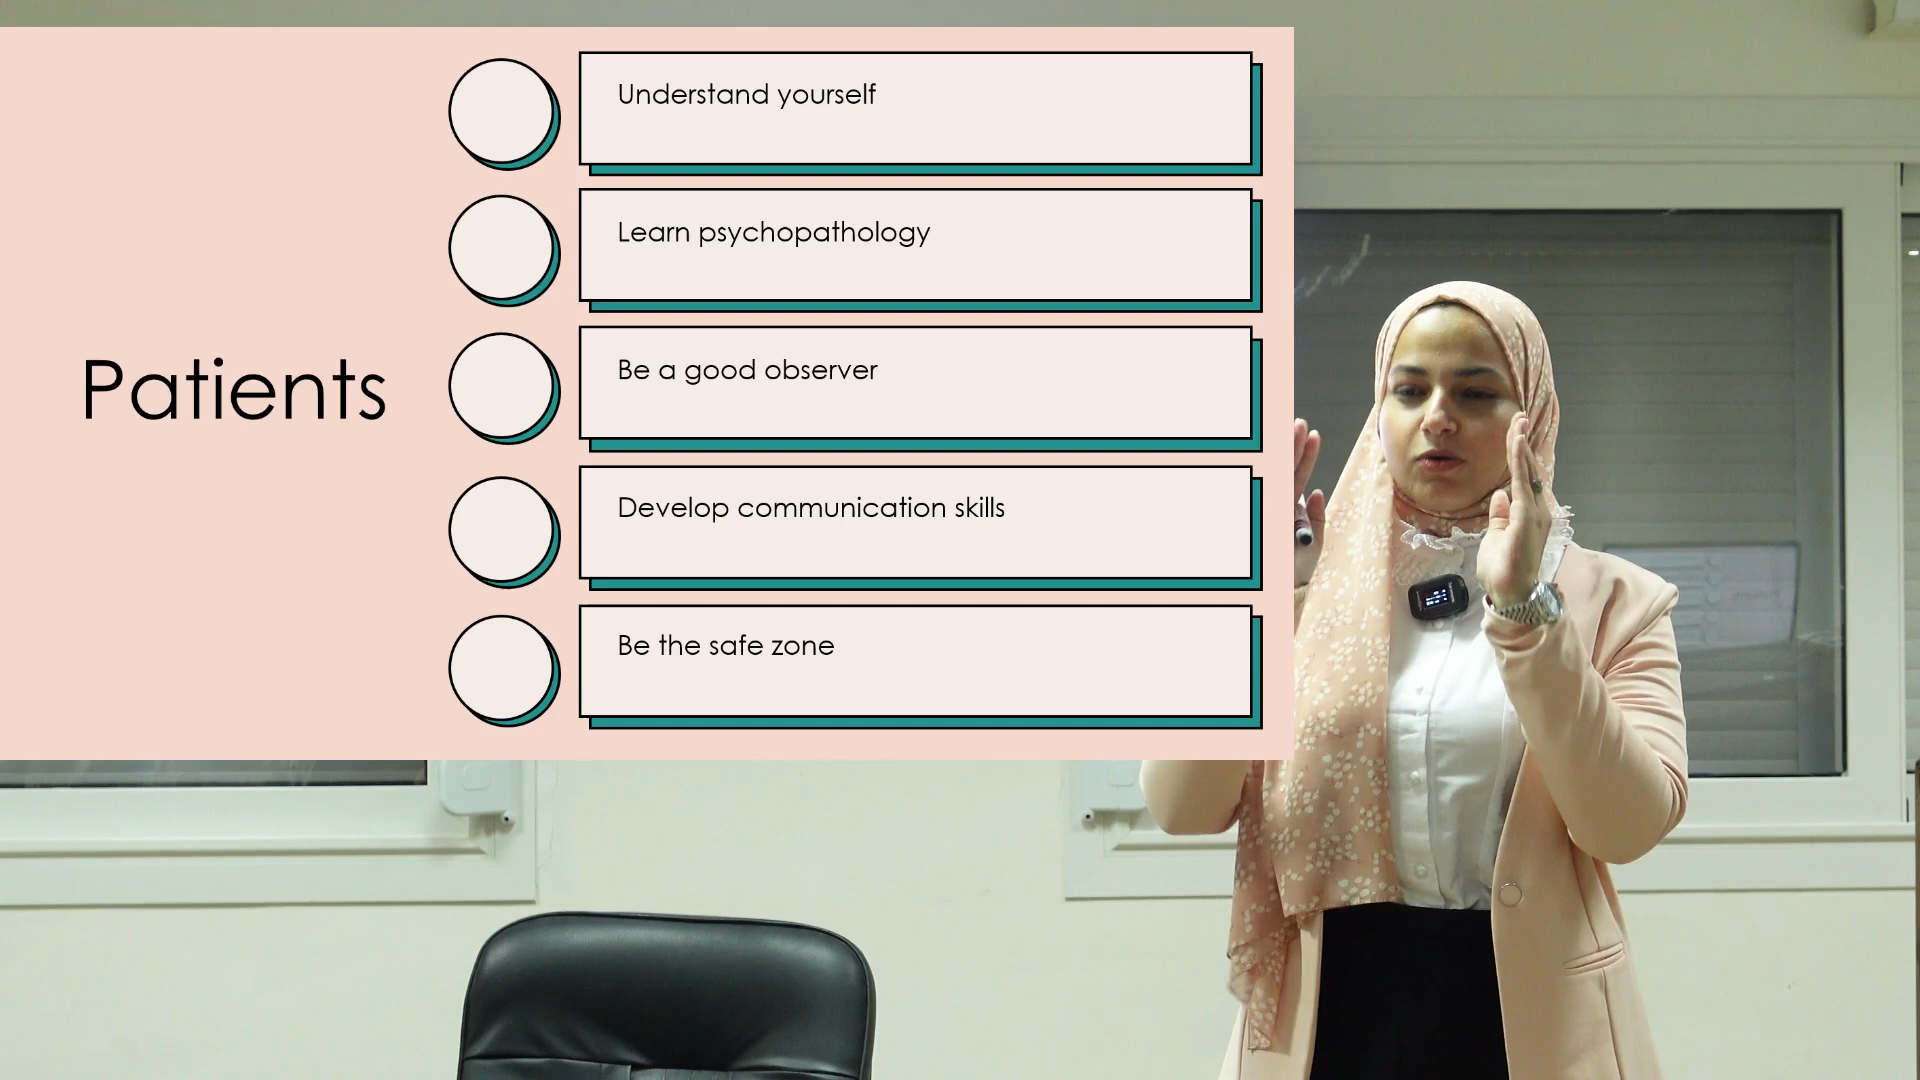 Patients
Understand yourself
Learn psychopathology
Be a good observer
Develop communication skills
Be the safe zone